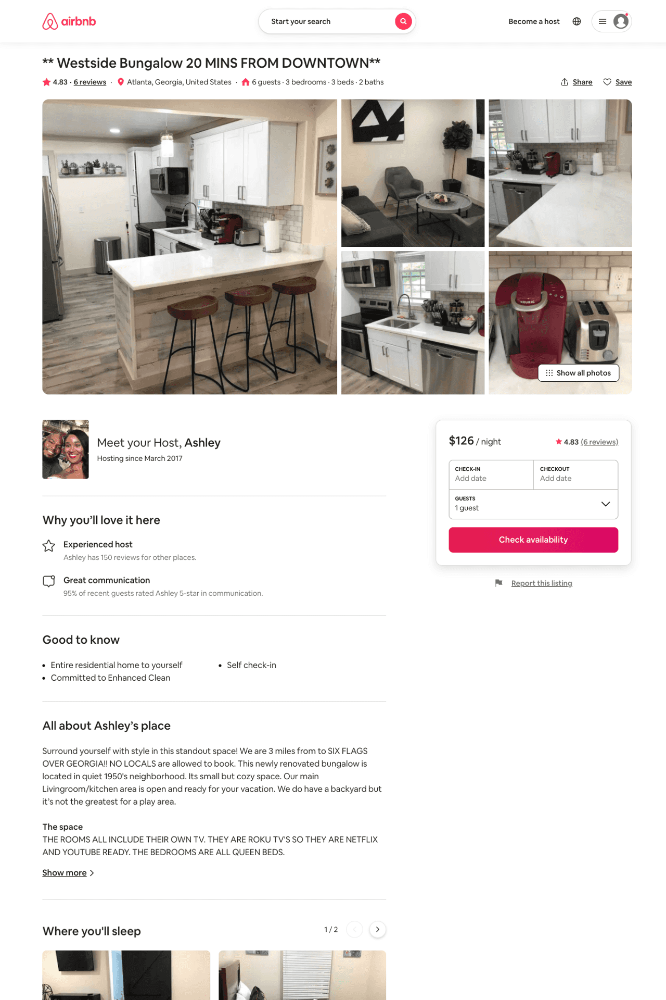 airbnb
Start your search
Become a host
** Westside Bungalow 20 MINS FROM DOWNTOWN**
4.83 · 6 reviews · Atlanta, Georgia, United States · 6 guests · 3 bedrooms · 3 beds · 2 baths
Share
Save
KEURIG
Show all photos
Meet your Host, Ashley
Hosting since March 2017
$126 / night
4.83 (6 reviews)
CHECK-IN
Add date
CHECKOUT
Add date
GUESTS
1 guest
Check availability
Report this listing
Why you’ll love it here
Experienced host
Ashley has 150 reviews for other places.
Great communication
95% of recent guests rated Ashley 5-star in communication.
Good to know
• Entire residential home to yourself
• Self check-in
• Committed to Enhanced Clean
All about Ashley’s place
Surround yourself with style in this standout space! We are 3 miles from to SIX FLAGS
OVER GEORGIA!! NO LOCALS are allowed to book. This newly renovated bungalow is
located in quiet 1950's neighborhood. Its small but cozy space. Our main
Livingroom/kitchen area is open and ready for your vacation. We do have a backyard but
it’s not the greatest for a play area.
The space
THE ROOMS ALL INCLUDE THEIR OWN TV. THEY ARE ROKU TV'S SO THEY ARE NETFLIX
AND YOUTUBE READY. THE BEDROOMS ARE ALL QUEEN BEDS.
Show more
Where you'll sleep
1 / 2